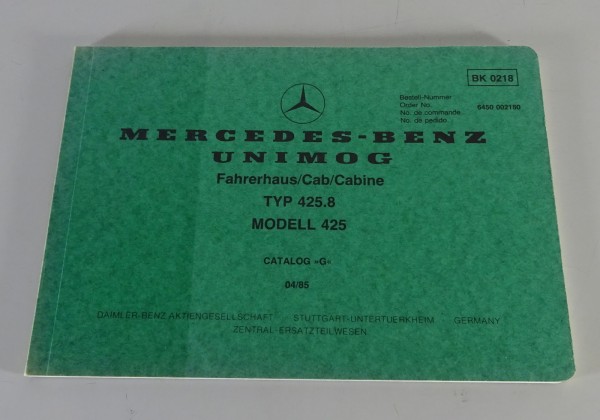 BK 0218
Bestell-Nummer
Order No.
No. de commande
No. de pedido
6450 002100
MERCEDES-BENZ
UNIMOG
Fahrerhaus/Cab/Cabine
TYP 425.8
MODELL 425
CATALOG »G«
04/85
DAIMLER-BENZ AKTIENGESELLSCHAFT · STUTTGART-UNTERTUERKHEIM · GERMANY
ZENTRAL-ERSATZTEILWESEN